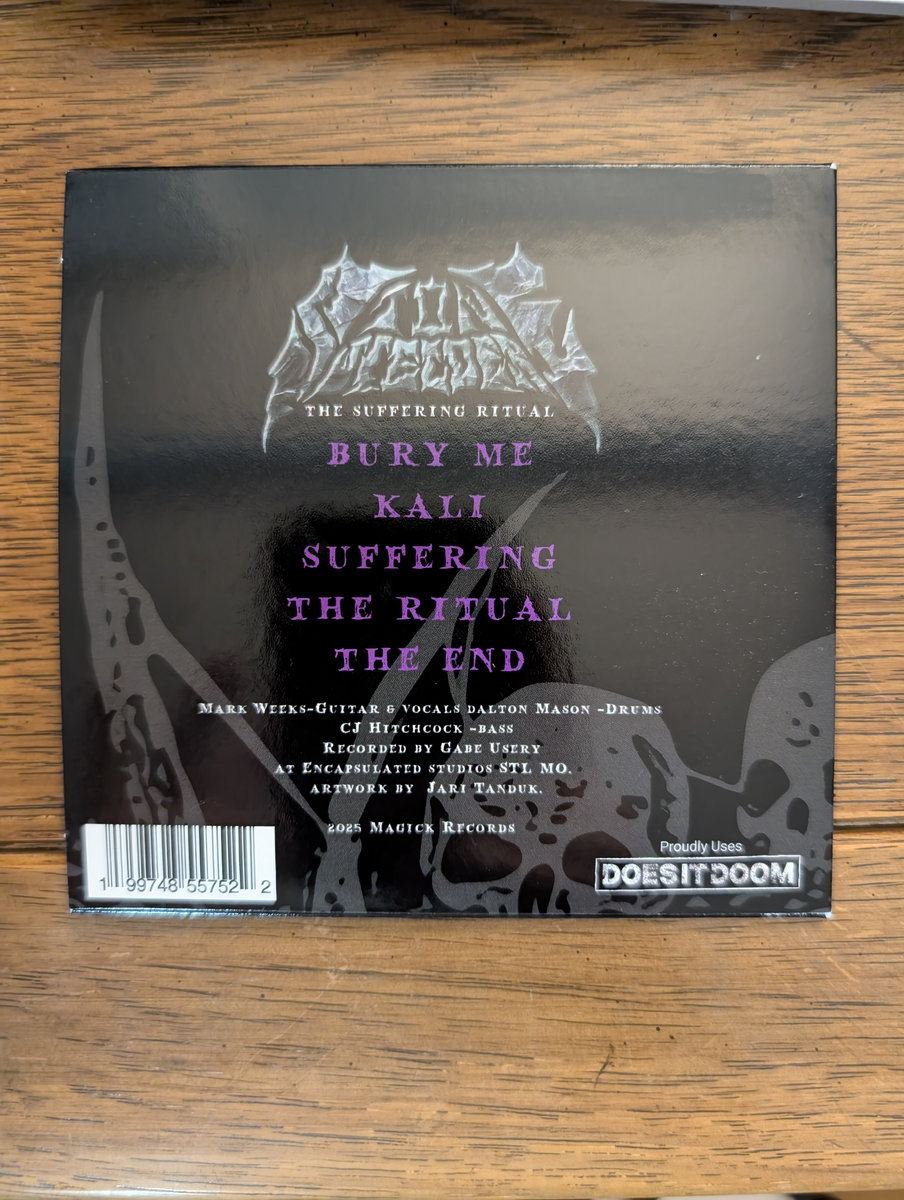 THE SUFFERING RITUAL
BURY ME
KALI
SUFFERING
THE RITUAL
THE END
MARK WEEKS-GUITAR & VOCALS DALTON MASON -DRUMS
CJ HITCHCOCK -BASS
RECORDED BY GABE USERY
AT ENCAPSULATED STUDIOS STL MO.
ARTWORK BY JARI TANDUK.
2025 MAGICK RECORDS
Proudly Uses
DOESITDOOM
1 99748 55752 2